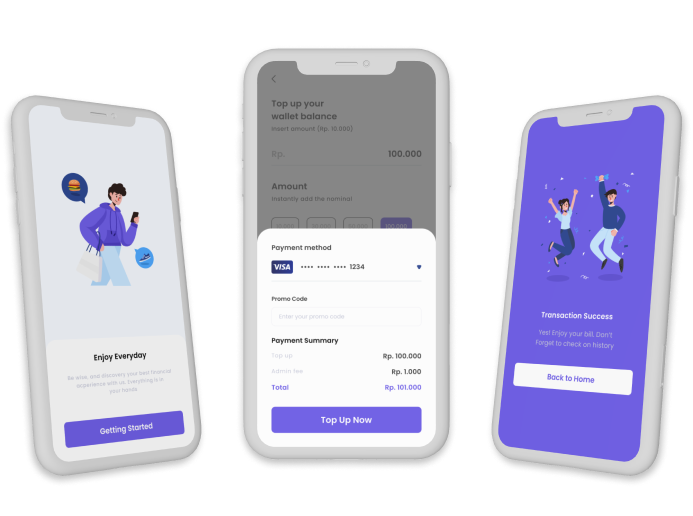 Enjoy Everyday
Be wise, and discovery your best financial
experience with us. Everything is in
your hands
Getting Started
Top up your
wallet balance
Insert amount (Rp. 10.000)
Rp. 100.000
Amount
Instantly add the nominal
Payment method
VISA •••• •••• •••• 1234
Promo Code
Enter your promo code
Payment Summary
Top up Rp. 100.000
Admin fee Rp. 1.000
Total Rp. 101.000
Top Up Now
Transaction Success
Yes! Enjoy your bill. Don't
Forget to check on history
Back to Home